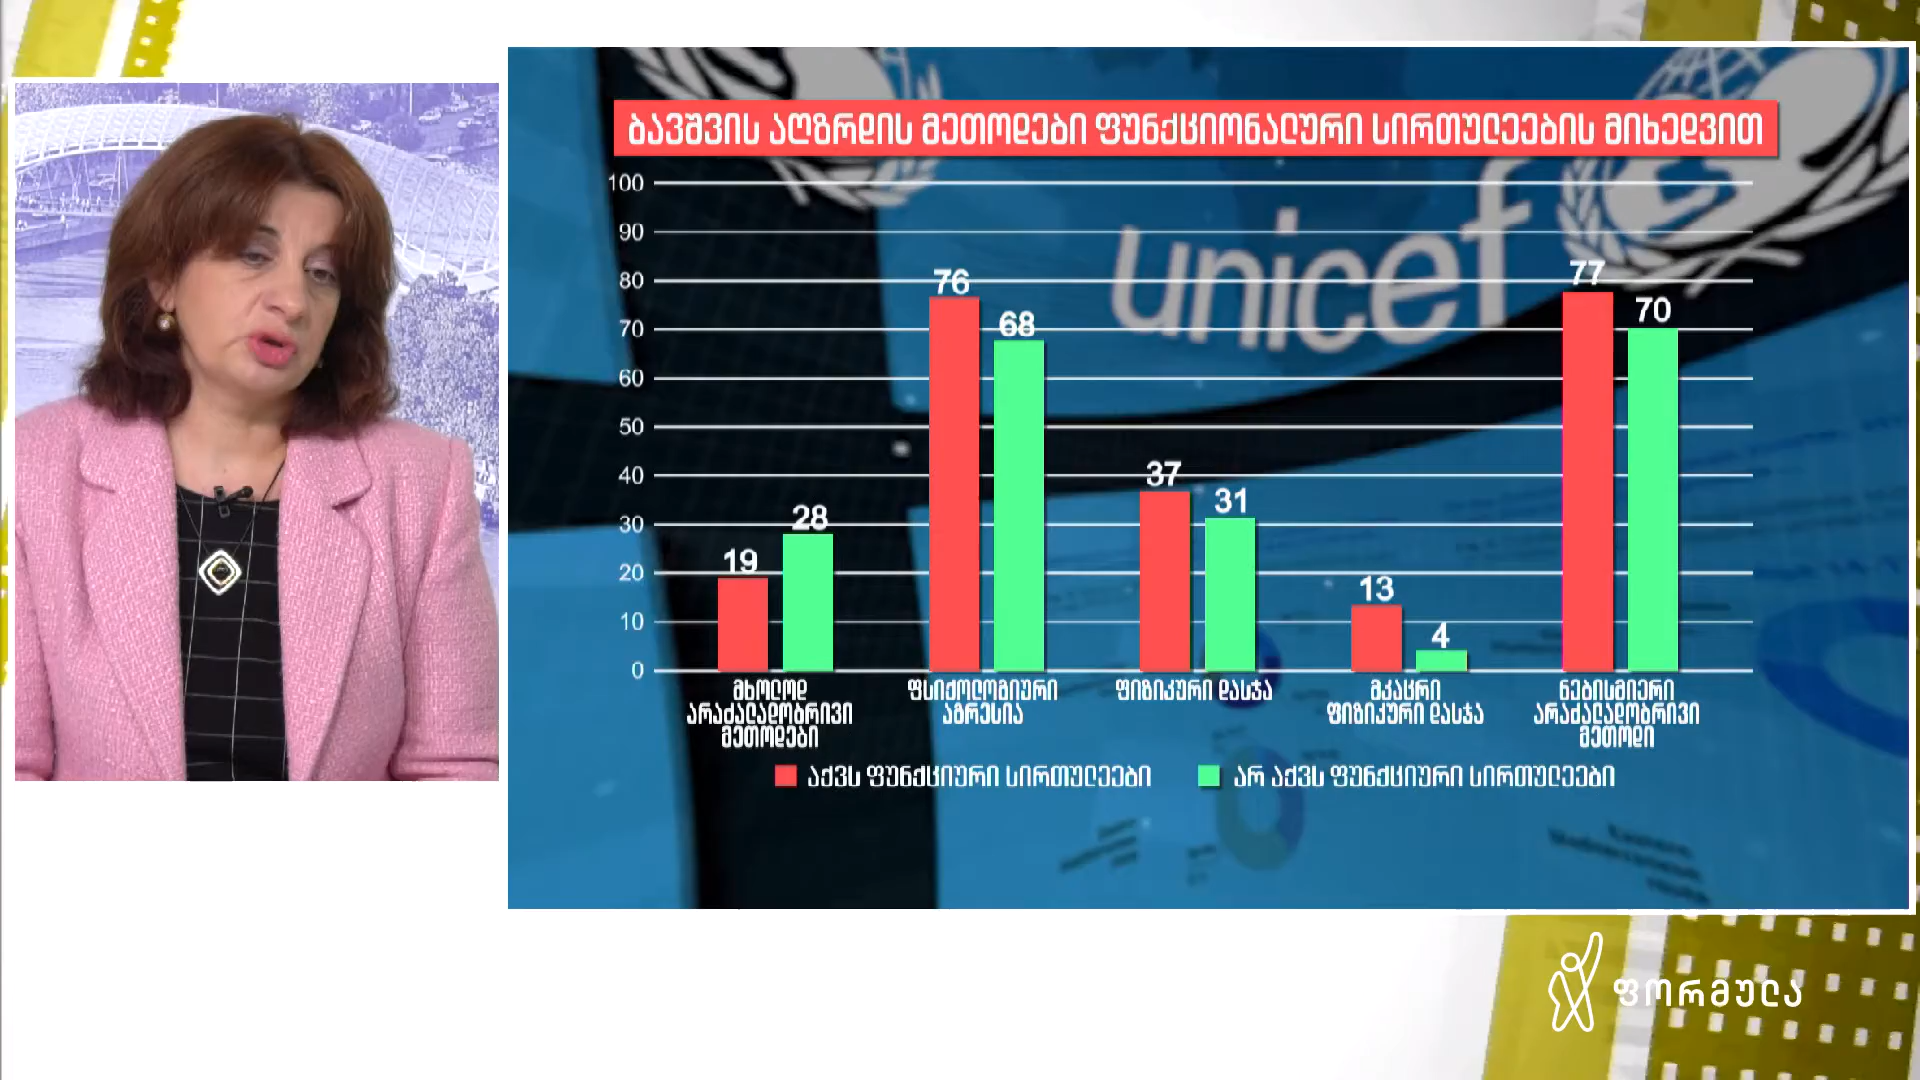 ბავშვის აღზრდის მეთოდები ფუნქციონალური სირთულეების მიხედვით
unicef
100
90
80
70
60
50
40
30
20
10
0
19
28
76
68
37
31
13
4
77
70
მხოლოდ
არაძალადობრივი
მეთოდები
ფსიქოლოგიური
აგრესია
ფიზიკური დასჯა
მკაცრი
ფიზიკური დასჯა
ნებისმიერი
არაძალადობრივი
მეთოდი
აქვს ფუნქციური სირთულეები
არ აქვს ფუნქციური სირთულეები
ფორმულა